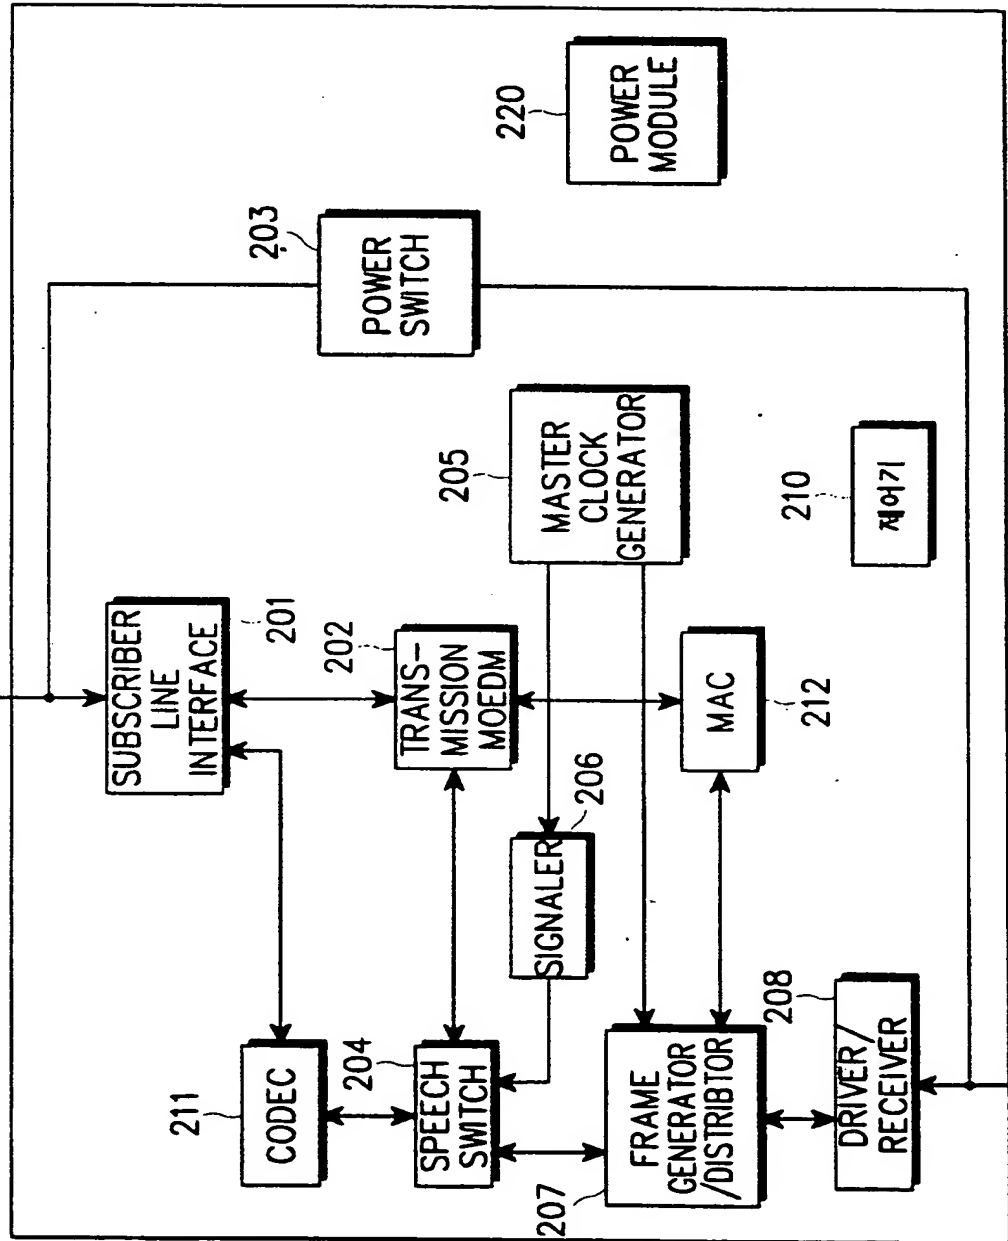 211
CODEC
SUBSCRIBER
LINE
INTERFACE
201
203
POWER
SWITCH
204
SPEECH
SWITCH
202
TRANS-
MISSION
MOEDM
220
POWER
MODULE
205
MASTER
CLOCK
GENERATOR
SIGNALER
206
207
FRAME
GENERATOR
/DISTRIBTOR
MAC
212
208
DRIVER/
RECEIVER
210
제어기